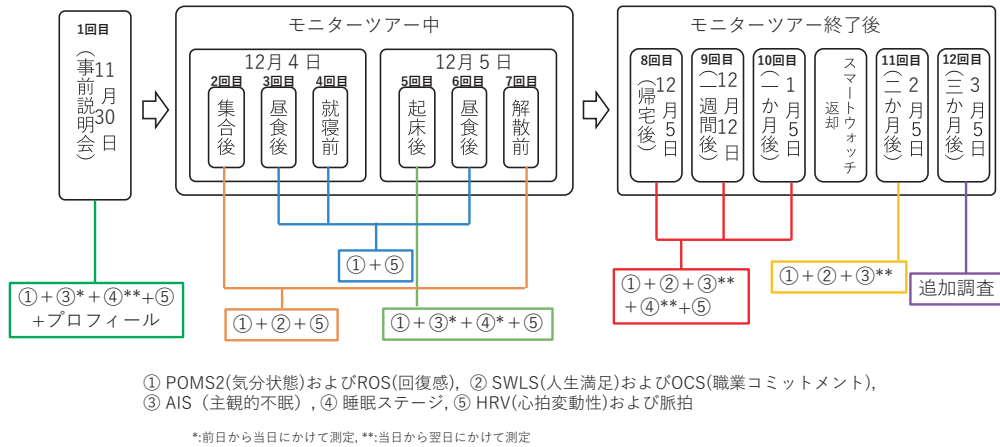 1回目
11月30日
(事前説明会)
モニターツアー中
12月4日
2回目
集合後
3回目
昼食後
4回目
就寝前
12月5日
5回目
起床後
6回目
昼食後
7回目
解散前
モニターツアー終了後
8回目
12月5日
(帰宅後)
9回目
12月12日
(一週間後)
10回目
1月5日
(一か月後)
スマートウォッチ
返却
11回目
2月5日
(二か月後)
12回目
3月5日
(三か月後)
①+⑤
①+③*+④**+⑤
+プロフィール
①+②+⑤
①+③*+④*+⑤
①+②+③**
+④**+⑤
①+②+③**
追加調査
① POMS2(気分状態)およびROS(回復感), ② SWLS(人生満足)およびOCS(職業コミットメント),
③ AIS（主観的不眠）, ④ 睡眠ステージ, ⑤ HRV(心拍変動性)および脈拍
*:前日から当日にかけて測定, **:当日から翌日にかけて測定